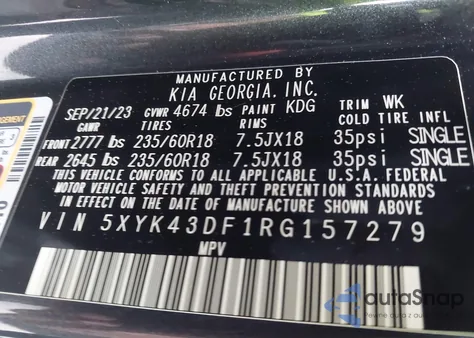 MANUFACTURED BY
KIA GEORGIA. INC.
SEP/21/23 GVWR 4674 lbs PAINT KDG TRIM WK
GAWR TIRES RIMS COLD TIRE INFL
FRONT 2777 lbs 235/60R18 7.5JX18 35psi SINGLE
REAR 2645 lbs 235/60R18 7.5JX18 35psi SINGLE
THIS VEHICLE CONFORMS TO ALL APPLICABLE U.S.A. FEDERAL
MOTOR VEHICLE SAFETY AND THEFT PREVENTION STANDARDS
IN EFFECT ON THE DATE OF MANUFACTURE SHOWN ABOVE.
VIN 5XYK43DF1RG157279
MPV
autaSnap